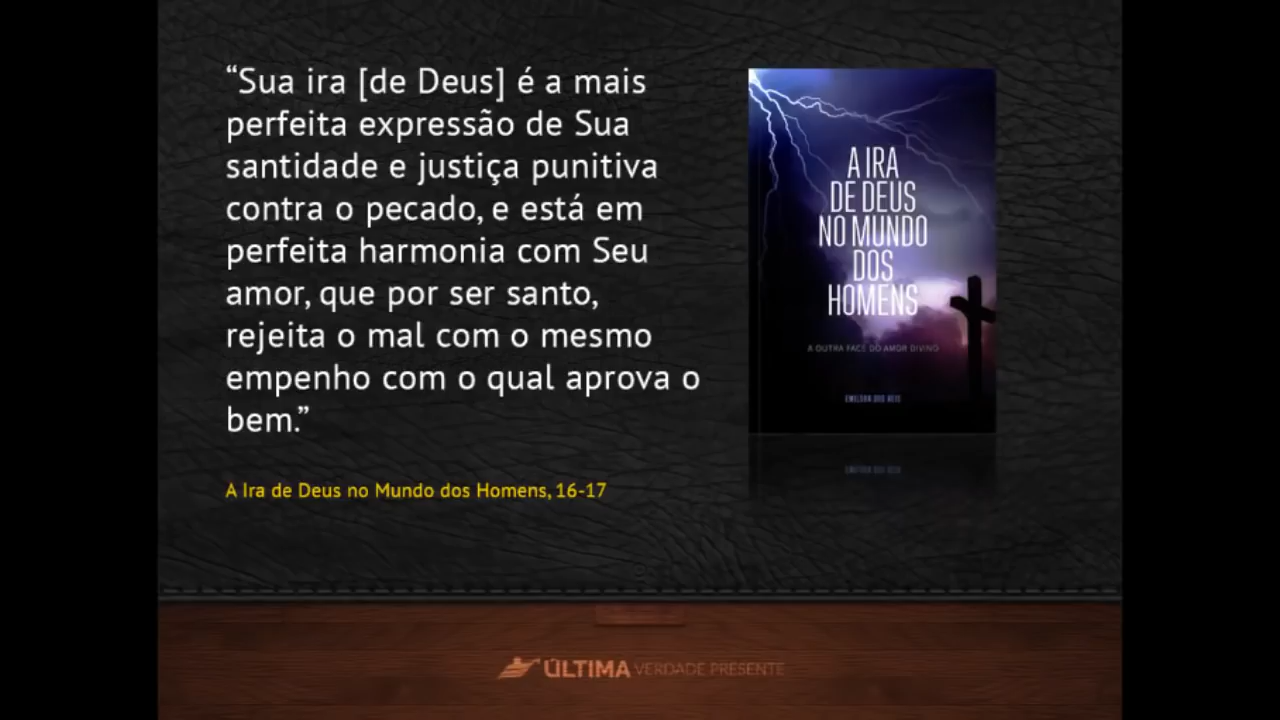 “Sua ira [de Deus] é a mais
perfeita expressão de Sua
santidade e justiça punitiva
contra o pecado, e está em
perfeita harmonia com Seu
amor, que por ser santo,
rejeita o mal com o mesmo
empenho com o qual aprova o
bem.”
A Ira de Deus no Mundo dos Homens, 16-17
A IRA
DE DEUS
NO MUNDO
DOS
HOMENS
A OUTRA FACE DO AMOR DIVINO
EMILSON DOS REIS
ÚLTIMA VERDADE PRESENTE